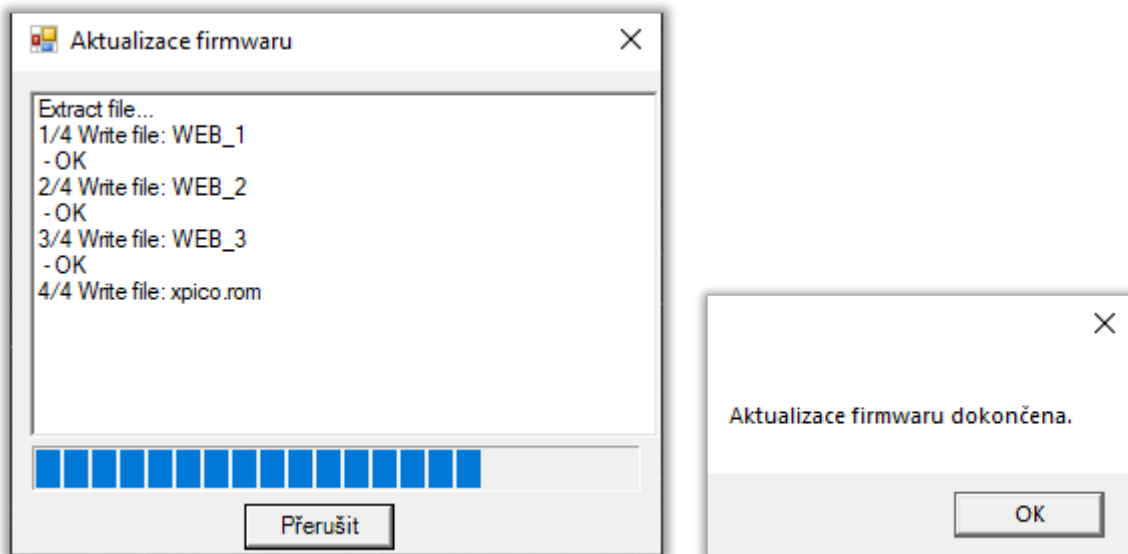 Aktualizace firmwaru
Extract file...
1/4 Write file: WEB_1
- OK
2/4 Write file: WEB_2
- OK
3/4 Write file: WEB_3
- OK
4/4 Write file: xpico.rom
Přerušit
Aktualizace firmwaru dokončena.
OK